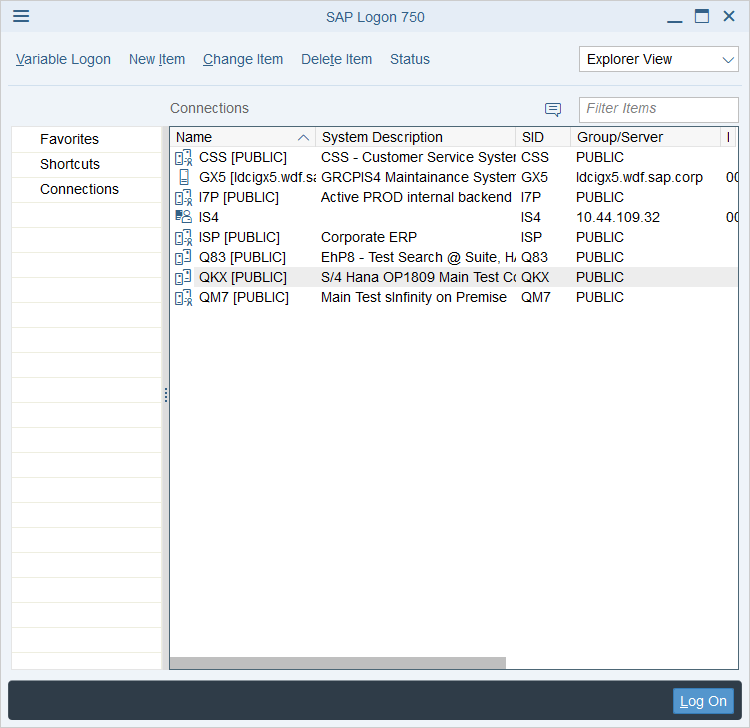 SAP Logon 750
Variable Logon New Item Change Item Delete Item Status Explorer View
Connections Filter Items
Favorites
Shortcuts
Connections
Name System Description SID Group/Server I
CSS [PUBLIC] CSS - Customer Service System CSS PUBLIC
GX5 [ldcigx5.wdf.sa GRCPIS4 Maintainance System GX5 ldcigx5.wdf.sap.corp 00
I7P [PUBLIC] Active PROD internal backend I7P PUBLIC
IS4 IS4 10.44.109.32 00
ISP [PUBLIC] Corporate ERP ISP PUBLIC
Q83 [PUBLIC] EhP8 - Test Search @ Suite, HA Q83 PUBLIC
QKX [PUBLIC] S/4 Hana OP1809 Main Test Co QKX PUBLIC
QM7 [PUBLIC] Main Test sInfinity on Premise QM7 PUBLIC
Log On